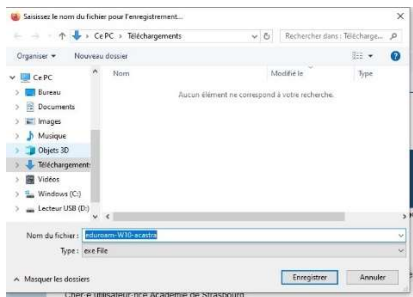 Saisissez le nom du fichier pour l'enregistrement...
Ce PC > Téléchargements
Rechercher dans : Télécharge...
Organiser
Nouveau dossier
Nom
Modifié le
Type
Ce PC
Aucun élément ne correspond à votre recherche.
Bureau
Documents
Images
Musique
Objets 3D
Téléchargement
Vidéos
Windows (C:)
Lecteur USB (D:)
Nom du fichier : eduroam-W10-acastra
Type : exe File
Masquer les dossiers
Enregistrer
Annuler
Académie de Strasbourg